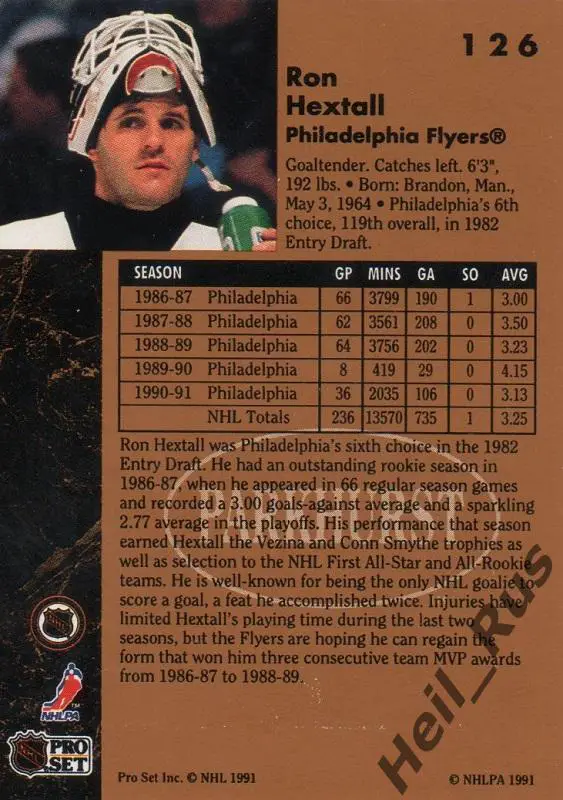 126
Ron
Hextall
Philadelphia Flyers®
Goaltender. Catches left. 6'3",
192 lbs. • Born: Brandon, Man.,
May 3, 1964 • Philadelphia's 6th
choice, 119th overall, in 1982
Entry Draft.
SEASON GP MINS GA SO AVG
1986-87 Philadelphia 66 3799 190 1 3.00
1987-88 Philadelphia 62 3561 208 0 3.50
1988-89 Philadelphia 64 3756 202 0 3.23
1989-90 Philadelphia 8 419 29 0 4.15
1990-91 Philadelphia 36 2035 106 0 3.13
NHL Totals 236 13570 735 1 3.25
Ron Hextall was Philadelphia's sixth choice in the 1982
Entry Draft. He had an outstanding rookie season in
1986-87, when he appeared in 66 regular season games
and recorded a 3.00 goals-against average and a sparkling
2.77 average in the playoffs. His performance that season
earned Hextall the Vezina and Conn Smythe trophies as
well as selection to the NHL First All-Star and All-Rookie
teams. He is well-known for being the only NHL goalie to
score a goal, a feat he accomplished twice. Injuries have
limited Hextall's playing time during the last two
seasons, but the Flyers are hoping he can regain the
form that won him three consecutive team MVP awards
from 1986-87 to 1988-89.
PARKHURST
NHL
NHLPA™
NHL PRO
SET
Pro Set Inc. © NHL 1991
© NHLPA 1991
Heil_Rus